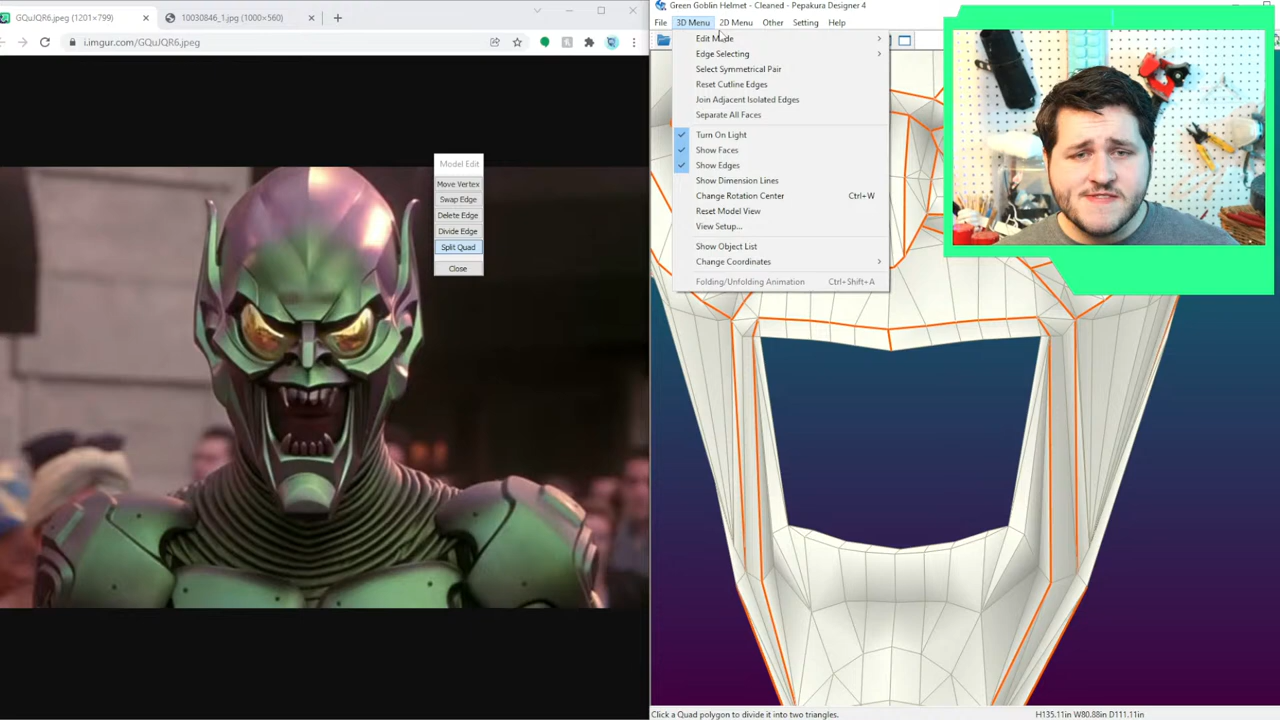 GQuJQR6.jpeg (1201×799)
10030846_1.jpg (1000×560)
i.imgur.com/GQuJQR6.jpeg
Model Edit
Move Vertex
Swap Edge
Delete Edge
Divide Edge
Split Quad
Close
Green Goblin Helmet - Cleaned - Pepakura Designer 4
File 3D Menu 2D Menu Other Setting Help
Edit Mode
Edge Selecting
Select Symmetrical Pair
Reset Cutline Edges
Join Adjacent Isolated Edges
Separate All Faces
Turn On Light
Show Faces
Show Edges
Show Dimension Lines
Change Rotation Center Ctrl+W
Reset Model View
View Setup...
Show Object List
Change Coordinates
Folding/Unfolding Animation Ctrl+Shift+A
Click a Quad polygon to divide it into two triangles.
H135.11in W80.88in D111.11in